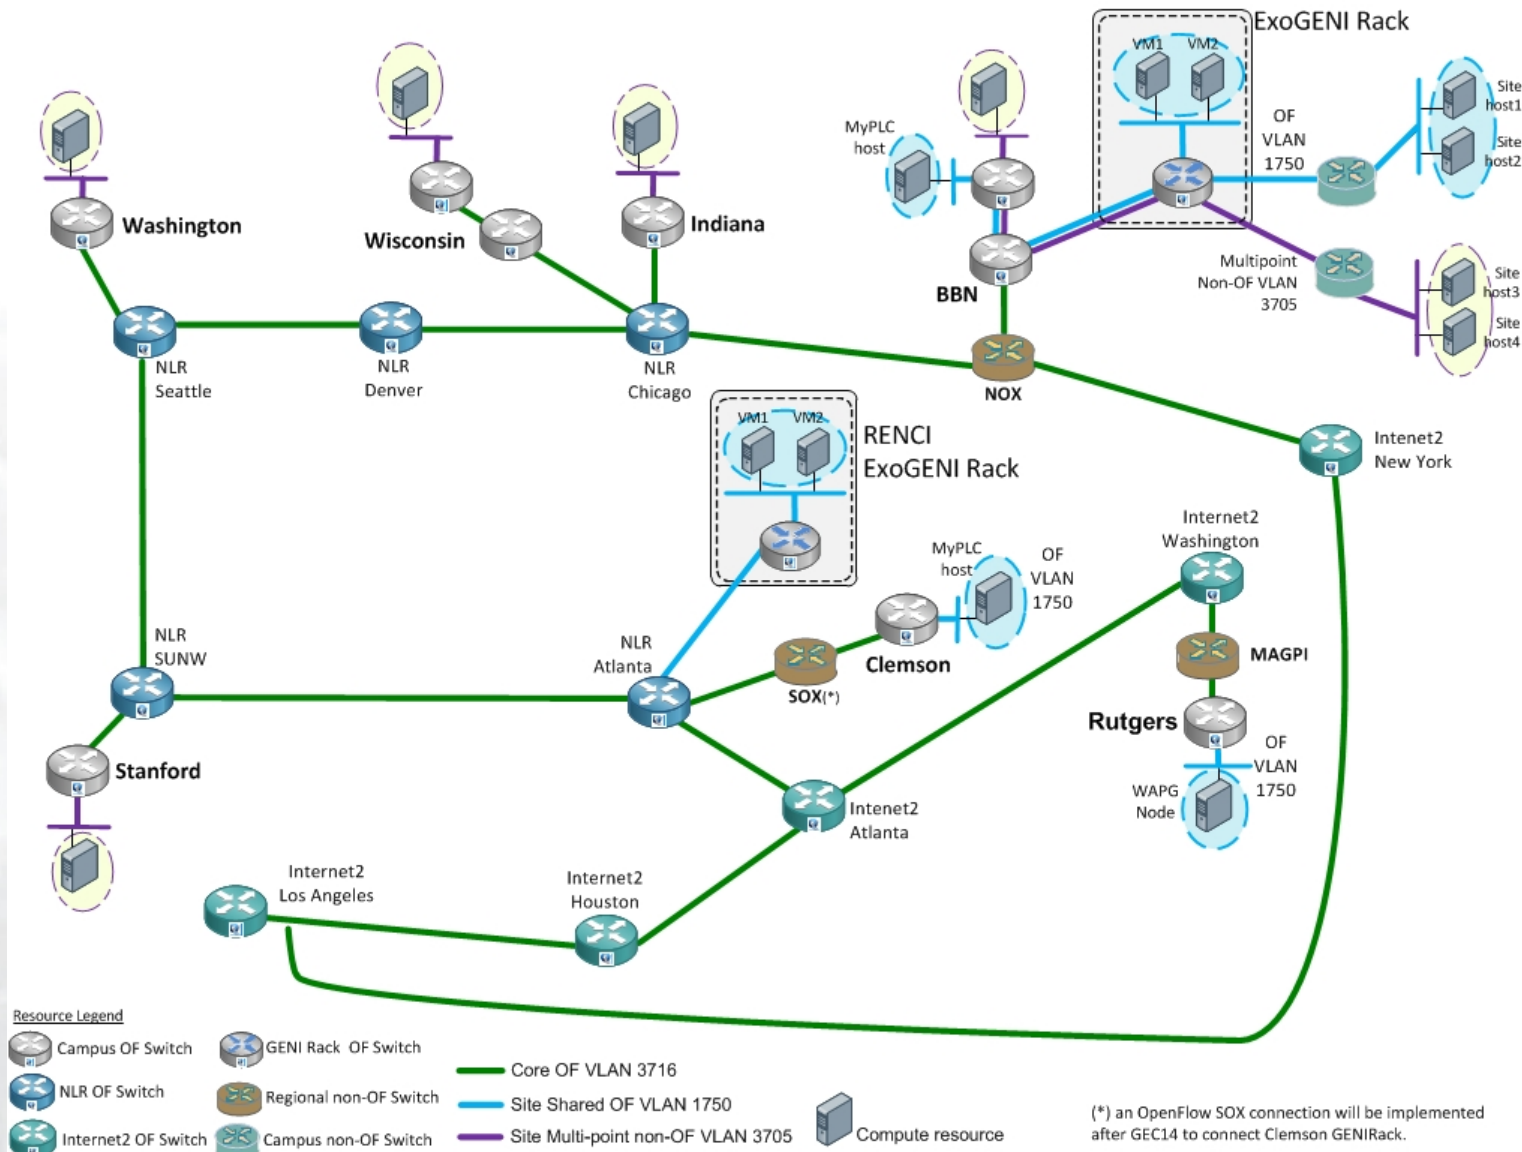 ExoGENI Rack
VM1
VM2
OF
VLAN
1750
Site
host1
Site
host2
MyPLC
host
Washington
Wisconsin
Indiana
BBN
Multipoint
Non-OF VLAN
3705
Site
host3
Site
host4
NLR
Seattle
NLR
Denver
NLR
Chicago
NOX
VM1
VM2
RENCI
ExoGENI Rack
Intenet2
New York
Internet2
Washington
MyPLC
host
OF
VLAN
1750
NLR
SUNW
NLR
Atlanta
SOX(*)
Clemson
MAGPI
Rutgers
OF
VLAN
1750
WAPG
Node
Stanford
Intenet2
Atlanta
Internet2
Los Angeles
Internet2
Houston
Resource Legend
Campus OF Switch
GENI Rack OF Switch
NLR OF Switch
Regional non-OF Switch
Internet2 OF Switch
Campus non-OF Switch
Core OF VLAN 3716
Site Shared OF VLAN 1750
Site Multi-point non-OF VLAN 3705
Compute resource
(*) an OpenFlow SOX connection will be implemented
after GEC14 to connect Clemson GENIRack.